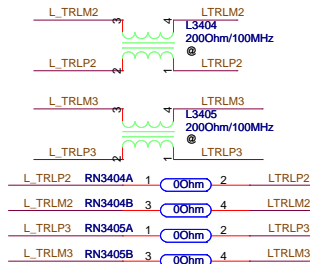 L_TRLM2 3 4 LTRLM2
L3404
200Ohm/100MHz
@
L_TRLP2 2 1 LTRLP2
L_TRLM3 3 4 LTRLM3
L3405
200Ohm/100MHz
@
L_TRLP3 2 1 LTRLP3
L_TRLP2 RN3404A 1 0Ohm 2 LTRLP2
L_TRLM2 RN3404B 3 0Ohm 4 LTRLM2
L_TRLP3 RN3405A 1 0Ohm 2 LTRLP3
L_TRLM3 RN3405B 3 0Ohm 4 LTRLM3